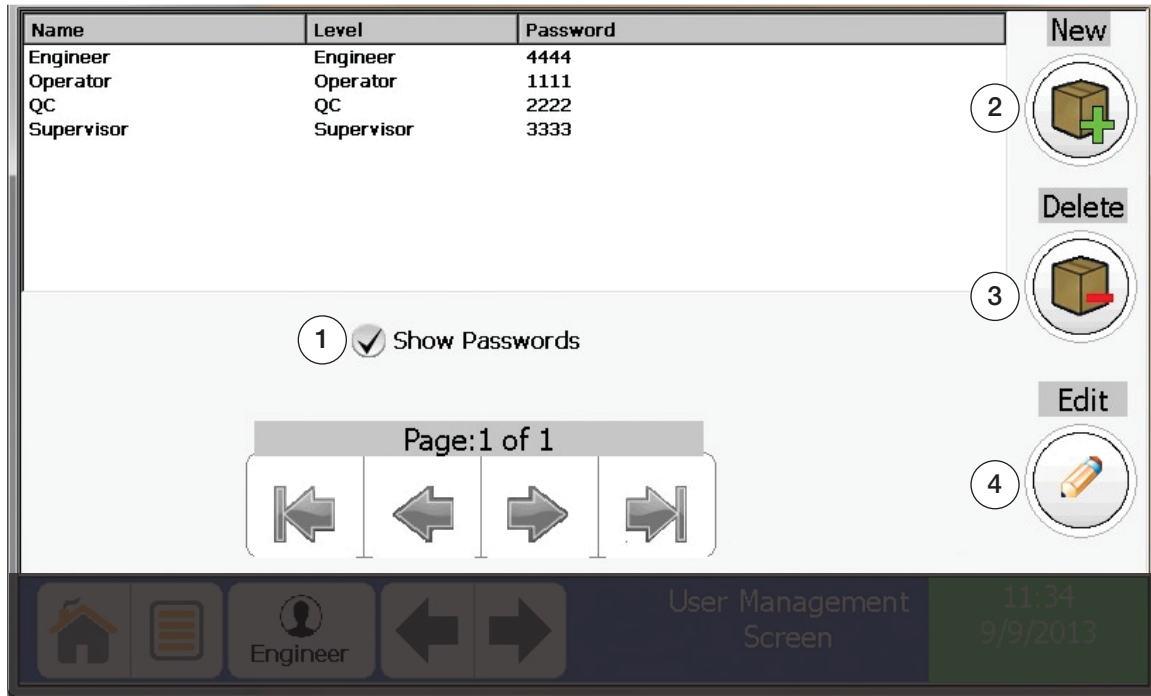 Name Level Password
Engineer Engineer 4444
Operator Operator 1111
QC QC 2222
Supervisor Supervisor 3333
New
2
Delete
3
1 Show Passwords
Edit
4
Page:1 of 1
Engineer
User Management
Screen
11:34
9/9/2013